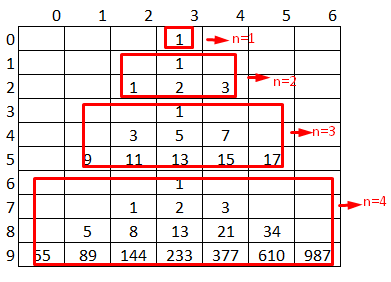 0 1 2 3 4 5 6
0 1 n=1
1 1
2 1 2 3 n=2
3 1
4 3 5 7 n=3
5 9 11 13 15 17
6 1
7 1 2 3 n=4
8 5 8 13 21 34
9 55 89 144 233 377 610 987